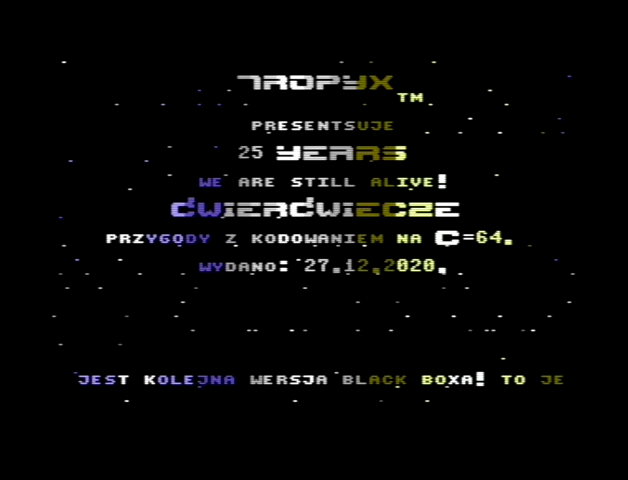 TROPYX
TM
PRESENTSUJE
25 YEARS
WE ARE STILL ALIVE!
ĆWIERĆWIECZE
PRZYGODY Z KODOWANIEM NA C=64.
WYDANO: 27.12.2020.
JEST KOLEJNA WERSJA BLACK BOXA! TO JE